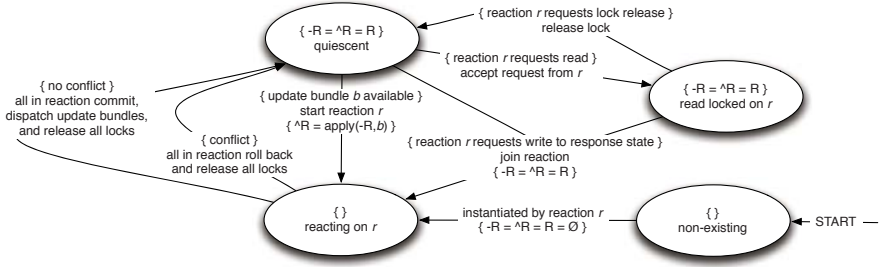 { reaction r requests lock release }
release lock
{ -R = ^R = R }
quiescent
{ reaction r requests read }
accept request from r
{ no conflict }
all in reaction commit,
dispatch update bundles,
and release all locks
{ update bundle b available }
start reaction r
{ ^R = apply(-R,b) }
{ -R = ^R = R }
read locked on r
{ conflict }
all in reaction roll back
and release all locks
{ reaction r requests write to response state }
join reaction
{ -R = ^R = R }
{ }
reacting on r
instantiated by reaction r
{ -R = ^R = R = Ø }
{ }
non-existing
START